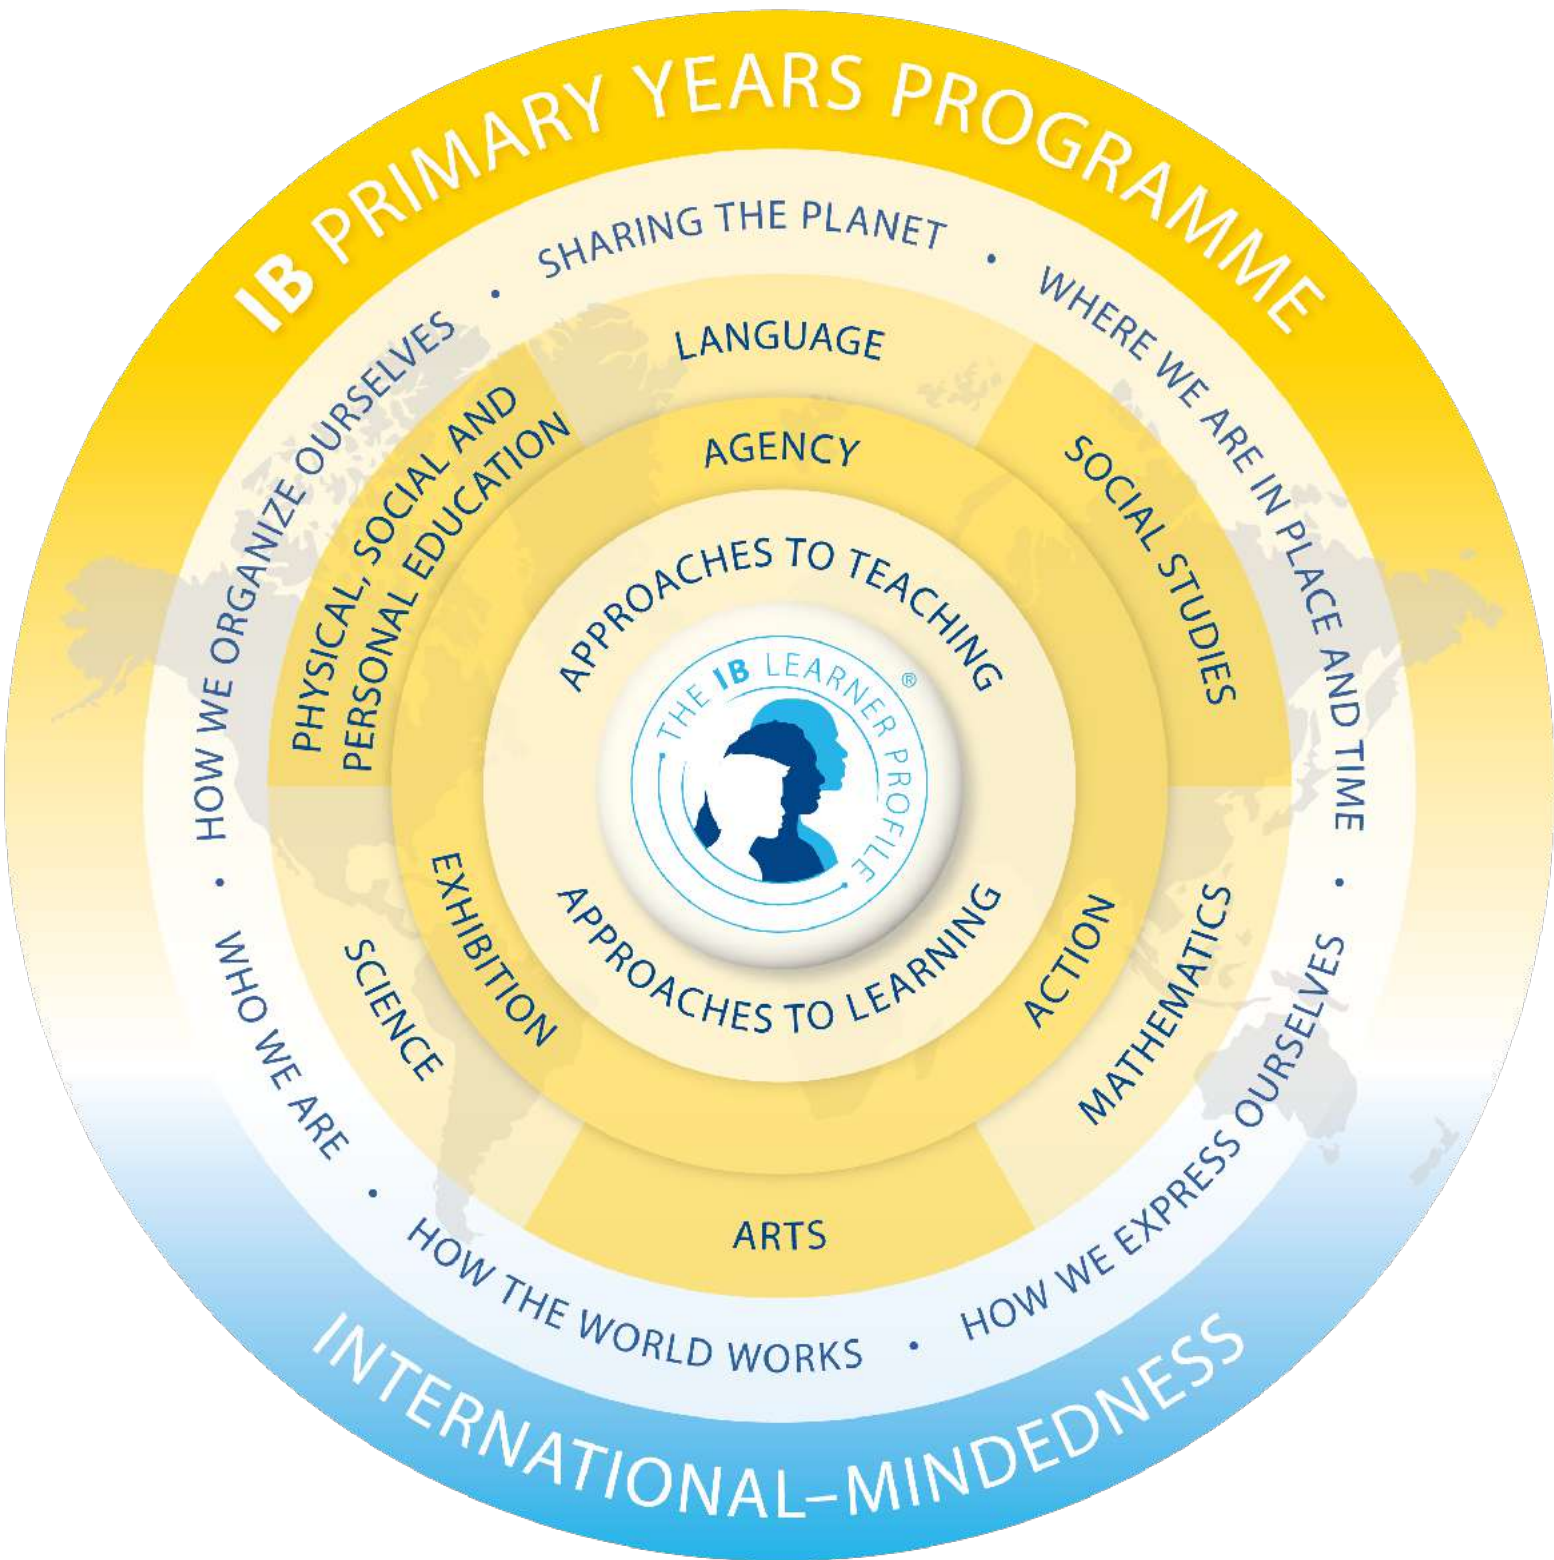 IB PRIMARY YEARS PROGRAMME
SHARING THE PLANET
•
WHERE WE ARE IN PLACE AND TIME
•
HOW WE EXPRESS OURSELVES
•
HOW THE WORLD WORKS
•
WHO WE ARE
•
HOW WE ORGANIZE OURSELVES
•
LANGUAGE
SOCIAL STUDIES
MATHEMATICS
ARTS
SCIENCE
PHYSICAL, SOCIAL AND
PERSONAL EDUCATION
AGENCY
ACTION
EXHIBITION
APPROACHES TO TEACHING
APPROACHES TO LEARNING
THE IB LEARNER PROFILE
®
INTERNATIONAL–MINDEDNESS